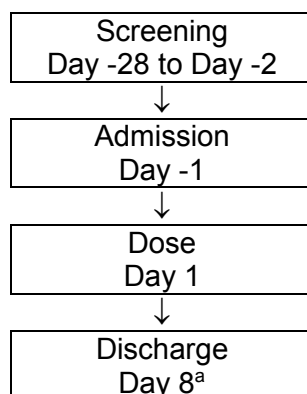 Screening
Day -28 to Day -2
↓
Admission
Day -1
↓
Dose
Day 1
↓
Discharge
Day 8ᵃ